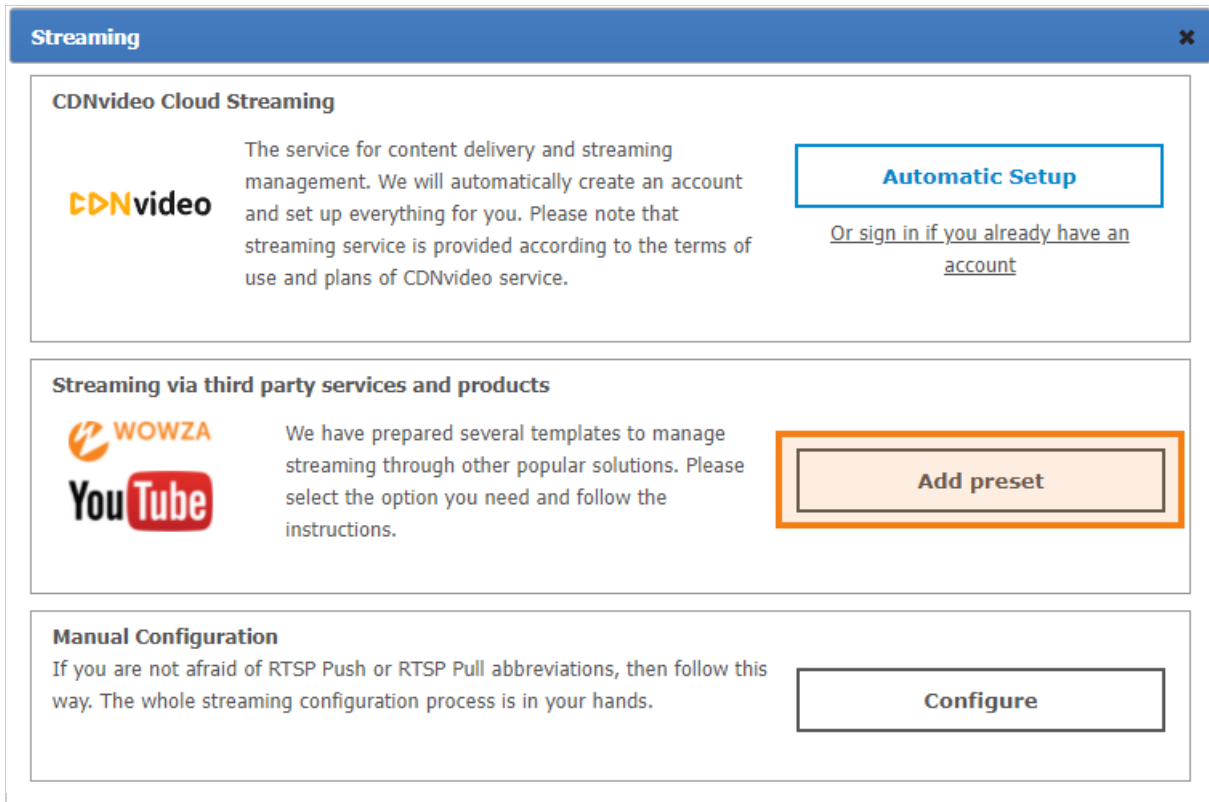 Streaming
CDNvideo Cloud Streaming
CDNvideo
The service for content delivery and streaming
management. We will automatically create an account
and set up everything for you. Please note that
streaming service is provided according to the terms of
use and plans of CDNvideo service.
Automatic Setup
Or sign in if you already have an
account
Streaming via third party services and products
WOWZA
YouTube
We have prepared several templates to manage
streaming through other popular solutions. Please
select the option you need and follow the
instructions.
Add preset
Manual Configuration
If you are not afraid of RTSP Push or RTSP Pull abbreviations, then follow this
way. The whole streaming configuration process is in your hands.
Configure